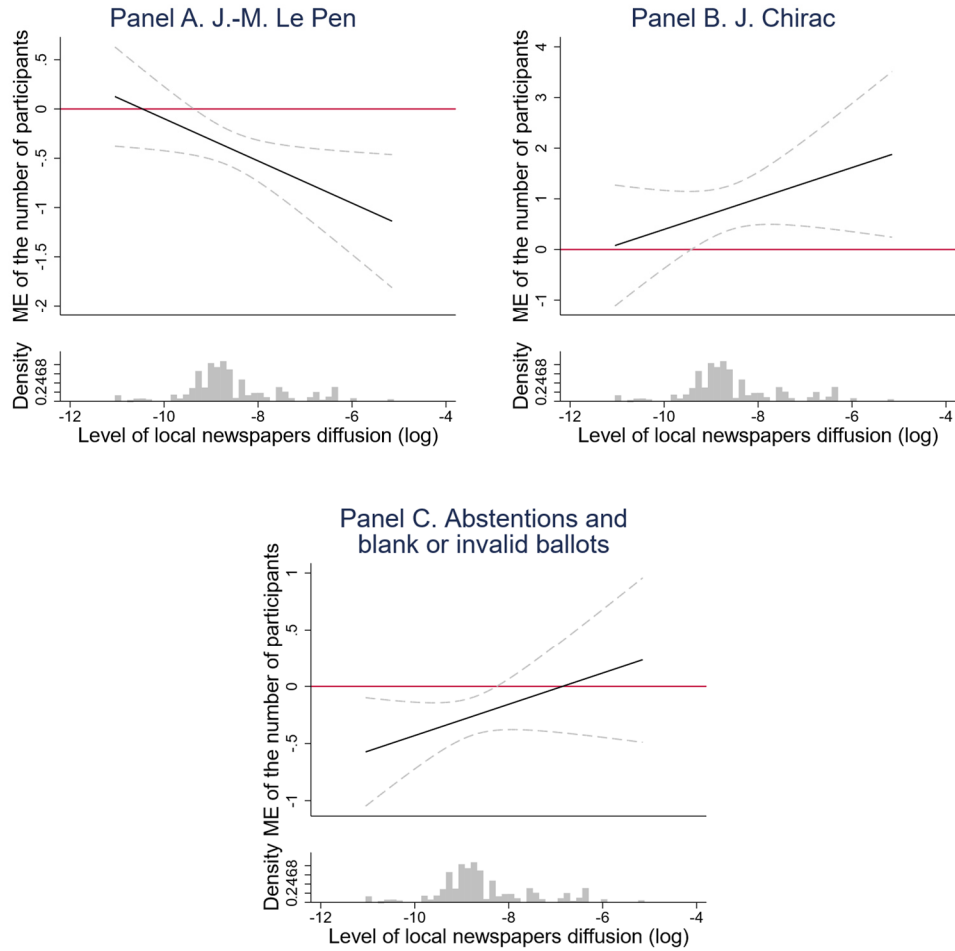 Panel A. J.-M. Le Pen
ME of the number of participants
.5
0
-.5
-1
-1.5
-2
Density
0.2468
-12 -10 -8 -6 -4
Level of local newspapers diffusion (log)
Panel B. J. Chirac
ME of the number of participants
4
3
2
1
0
-1
Density
0.2468
-12 -10 -8 -6 -4
Level of local newspapers diffusion (log)
Panel C. Abstentions and
blank or invalid ballots
ME of the number of participants
1
.5
0
-.5
-1
Density
0.2468
-12 -10 -8 -6 -4
Level of local newspapers diffusion (log)